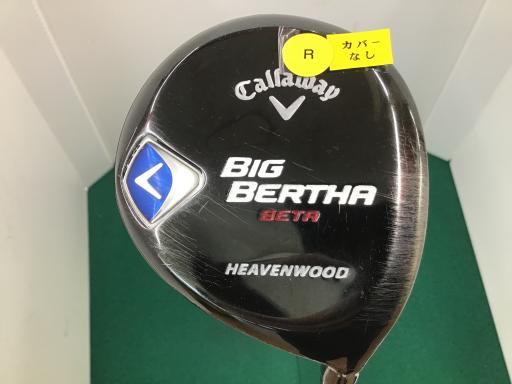 R
カバー
なし
Callaway
BIG
BERTHA
BETA
HEAVENWOOD